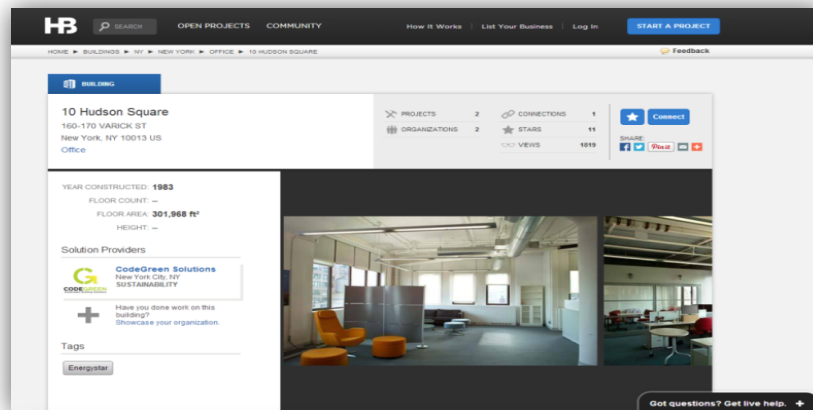 HB
SEARCH
OPEN PROJECTS
COMMUNITY
How It Works
List Your Business
Log In
START A PROJECT
HOME ► BUILDINGS ► NY ► NEW YORK ► OFFICE ► 10 HUDSON SQUARE
Feedback
BUILDING
10 Hudson Square
160-170 VARICK ST
New York, NY 10013 US
Office
PROJECTS 2
ORGANIZATIONS 2
CONNECTIONS 1
STARS 11
VIEWS 1019
Connect
SHARE:
Pin it
YEAR CONSTRUCTED: 1983
FLOOR COUNT: –
FLOOR AREA: 301,968 ft²
HEIGHT: –
Solution Providers
CODEGREEN
CodeGreen Solutions
New York City, NY
SUSTAINABILITY
Have you done work on this
building?
Showcase your organization.
Tags
Energystar
Got questions? Get live help. +